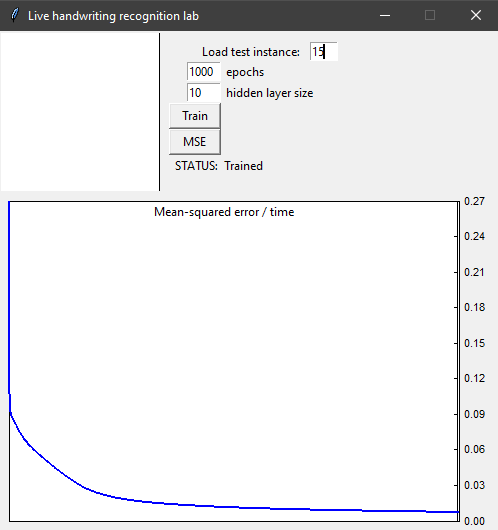 Live handwriting recognition lab
Load test instance: 15
1000 epochs
10 hidden layer size
Train
MSE
STATUS: Trained
Mean-squared error / time
0.27
0.24
0.21
0.18
0.15
0.12
0.09
0.06
0.03
0.00